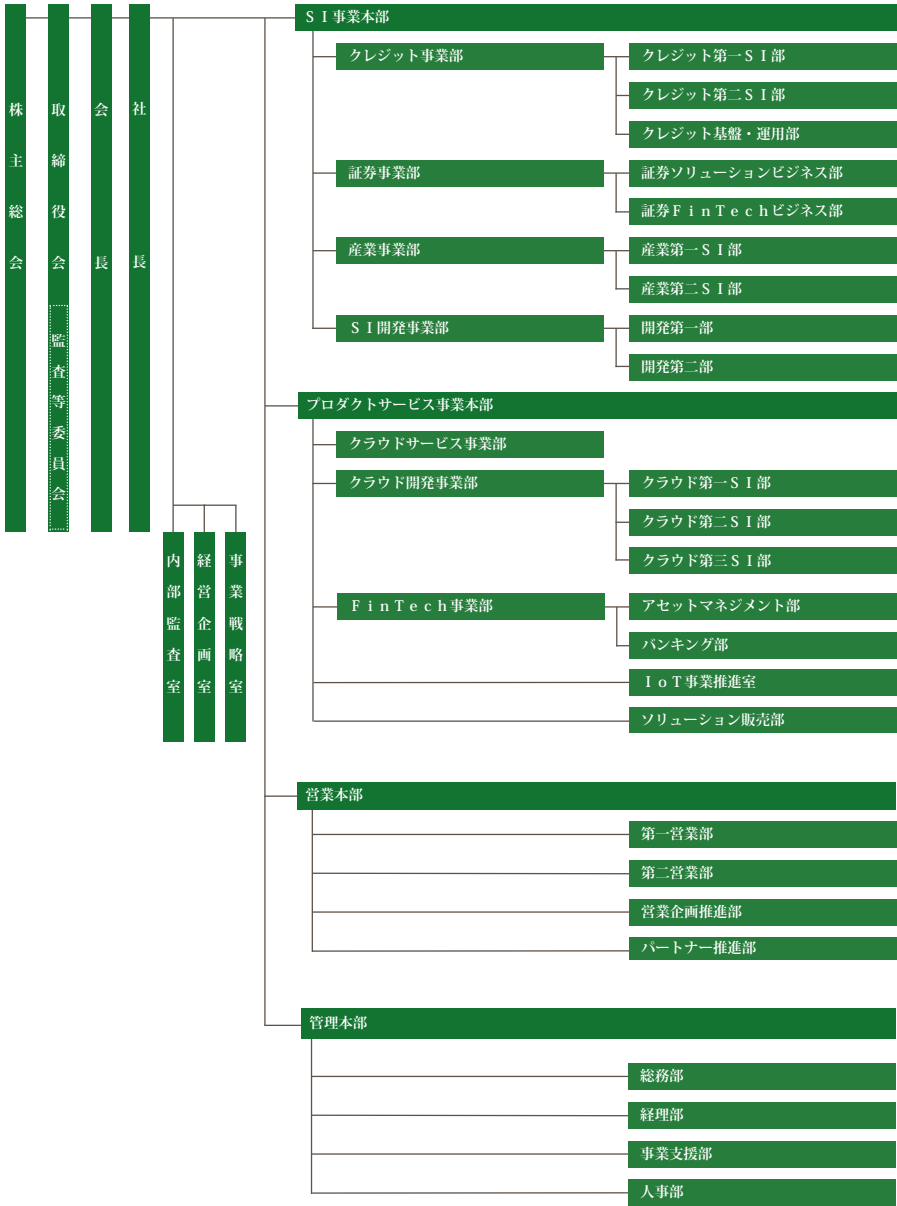 株主総会
取締役会
監査等委員会
会長
社長
内部監査室
経営企画室
事業戦略室
ＳＩ事業本部
クレジット事業部
クレジット第一ＳＩ部
クレジット第二ＳＩ部
クレジット基盤・運用部
証券事業部
証券ソリューションビジネス部
証券ＦｉｎＴｅｃｈビジネス部
産業事業部
産業第一ＳＩ部
産業第二ＳＩ部
ＳＩ開発事業部
開発第一部
開発第二部
プロダクトサービス事業本部
クラウドサービス事業部
クラウド開発事業部
クラウド第一ＳＩ部
クラウド第二ＳＩ部
クラウド第三ＳＩ部
ＦｉｎＴｅｃｈ事業部
アセットマネジメント部
バンキング部
ＩｏＴ事業推進室
ソリューション販売部
営業本部
第一営業部
第二営業部
営業企画推進部
パートナー推進部
管理本部
総務部
経理部
事業支援部
人事部